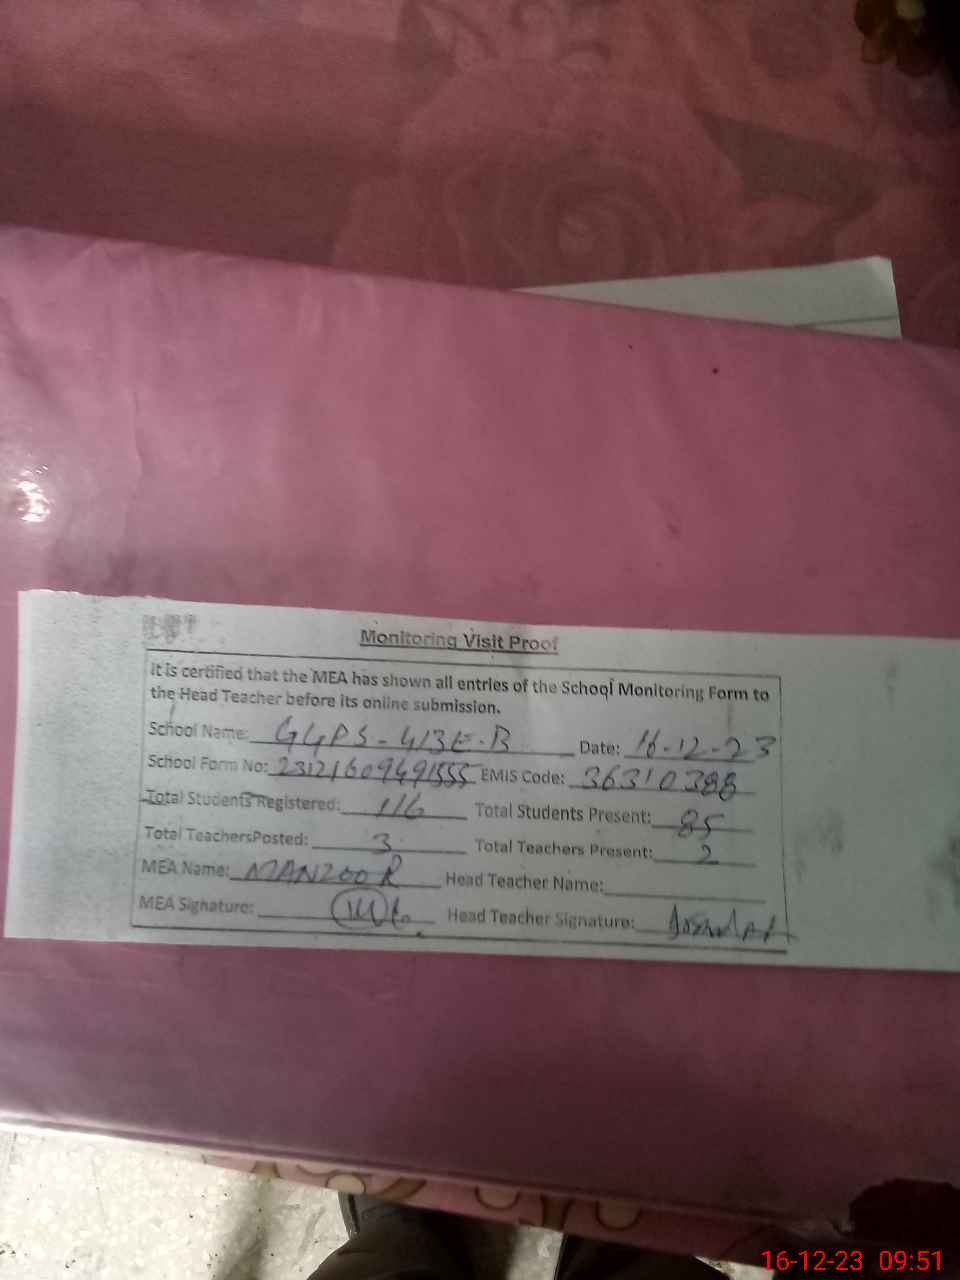 Monitoring Visit Proof
It is certified that the MEA has shown all entries of the School Monitoring Form to
the Head Teacher before its online submission.
School Name: GGPS-413E.B Date: 16-12-23
School Form No: 23121609491555 EMIS Code: 36310388
Total Students Registered: 116 Total Students Present: 85
Total TeachersPosted: 3 Total Teachers Present: 2
MEA Name: MANZOOR Head Teacher Name:
MEA Signature: Head Teacher Signature:
16-12-23 09:51